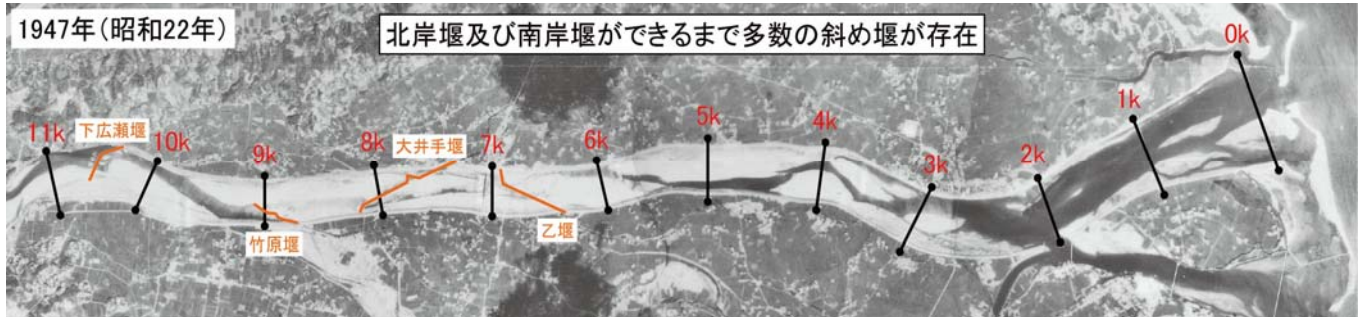 1947年(昭和22年)
北岸堰及び南岸堰ができるまで多数の斜め堰が存在
0k
1k
2k
3k
4k
5k
6k
7k
大井手堰
8k
9k
10k
下広瀬堰
11k
竹原堰
乙堰